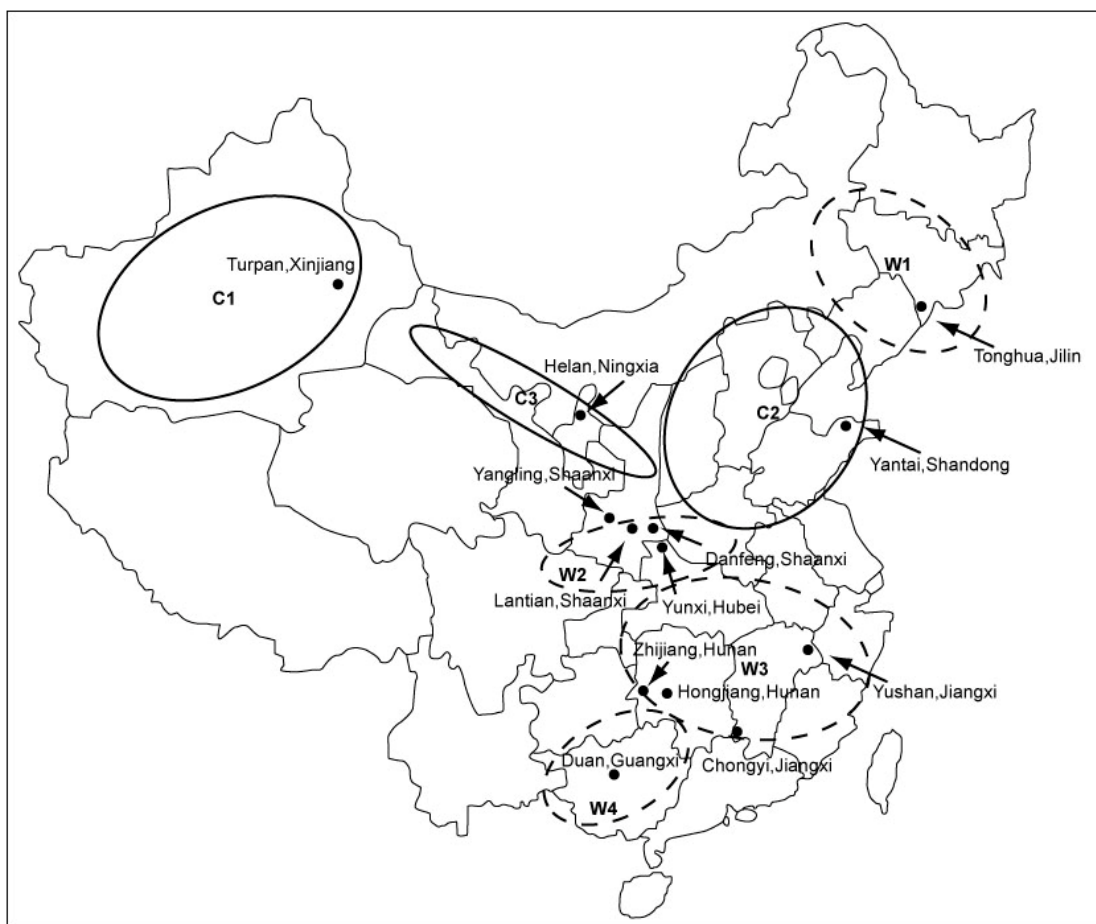 W1
Turpan,Xinjiang
C1
Tonghua,Jilin
Helan,Ningxia
C3
C2
Yantai,Shandong
Yangling,Shaanxi
Danfeng,Shaanxi
W2
Lantian,Shaanxi
Yunxi,Hubei
Zhijiang,Hunan
W3
Hongjiang,Hunan
Yushan,Jiangxi
Duan,Guangxi
Chongyi,Jiangxi
W4